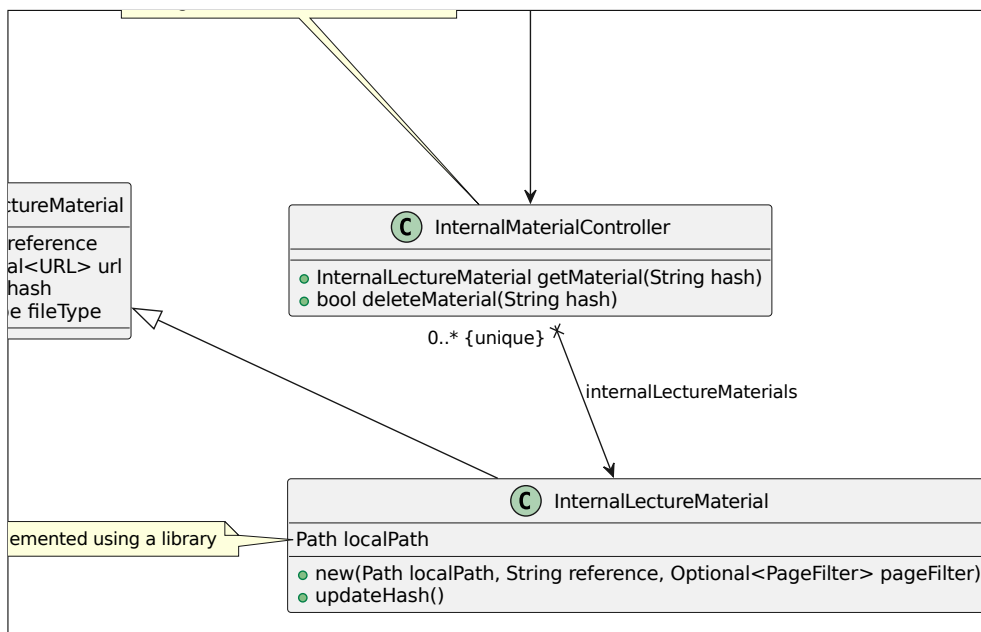 ctureMaterial
reference
al<URL> url
hash
e fileType
C InternalMaterialController
InternalLectureMaterial getMaterial(String hash)
bool deleteMaterial(String hash)
0..* {unique}
internalLectureMaterials
C InternalLectureMaterial
emented using a library
Path localPath
new(Path localPath, String reference, Optional<PageFilter> pageFilter)
updateHash()